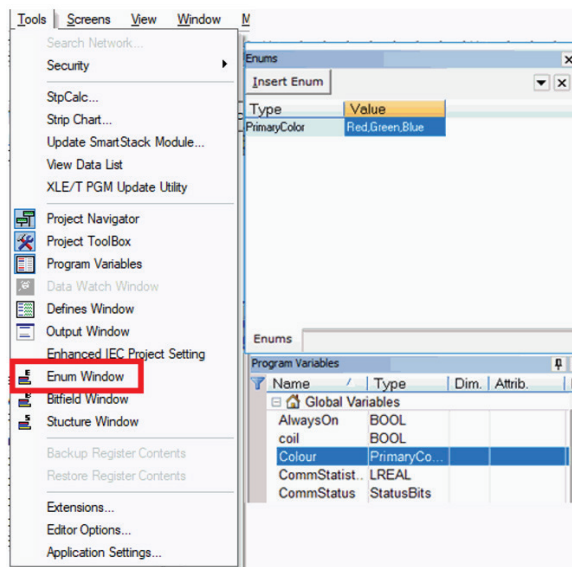 Tools Screens View Window M
Search Network...
Security
StpCalc...
Strip Chart...
Update SmartStack Module...
View Data List
XLE/T PGM Update Utility
Project Navigator
Project ToolBox
Program Variables
Data Watch Window
Defines Window
Output Window
Enhanced IEC Project Setting
Enum Window
Bitfield Window
Stucture Window
Backup Register Contents
Restore Register Contents
Extensions...
Editor Options...
Application Settings...
Enums
Insert Enum
Type Value
PrimaryColor Red,Green,Blue
Enums
Program Variables
Name Type Dim. Attrib.
Global Variables
AlwaysOn BOOL
coil BOOL
Colour PrimaryCo...
CommStatist.. LREAL
CommStatus StatusBits